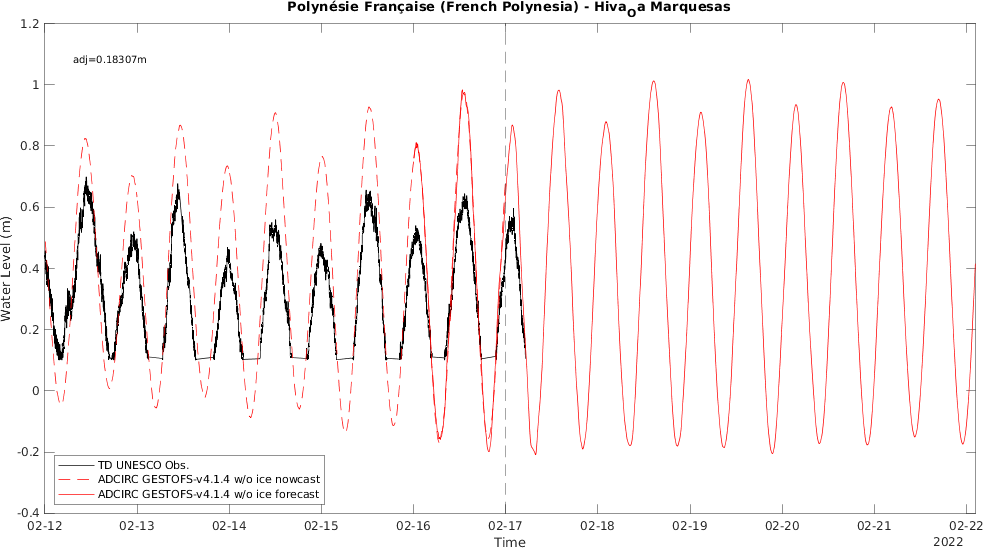 Polynésie Française (French Polynesia) - HivaOa Marquesas
adj=0.18307m
Water Level (m)
1.2
1
0.8
0.6
0.4
0.2
0
-0.2
-0.4
TD UNESCO Obs.
ADCIRC GESTOFS-v4.1.4 w/o ice nowcast
ADCIRC GESTOFS-v4.1.4 w/o ice forecast
02-12 02-13 02-14 02-15 02-16 02-17 02-18 02-19 02-20 02-21 02-22
Time
2022